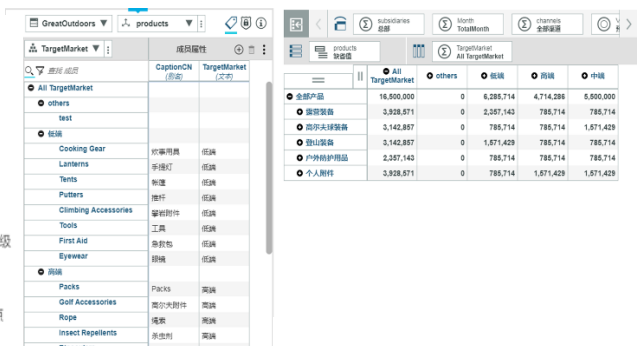 GreatOutdoors
products
subsidiaries
总部
Month
TotalMonth
channels
全部渠道
TargetMarket
成员属性
products
缺省值
TargetMarket
All TargetMarket
查找 成员
CaptionCN
(别名)
TargetMarket
(文本)
All TargetMarket
others
test
低端
Cooking Gear 炊事用具 低端
Lanterns 手提灯 低端
Tents 帐篷 低端
Putters 推杆 低端
Climbing Accessories 攀岩附件 低端
Tools 工具 低端
First Aid 急救包 低端
Eyewear 眼镜 低端
高端
Packs Packs 高端
Golf Accessories 高尔夫附件 高端
Rope 绳索 高端
Insect Repellents 杀虫剂 高端
级
All TargetMarket others 低端 高端 中端
全部产品 16,500,000 0 6,285,714 4,714,286 5,500,000
露营装备 3,928,571 0 2,357,143 785,714 785,714
高尔夫球装备 3,142,857 0 785,714 785,714 1,571,429
登山装备 3,142,857 0 1,571,429 785,714 785,714
户外防护用品 2,357,143 0 785,714 785,714 785,714
个人附件 3,928,571 0 785,714 1,571,429 1,571,429